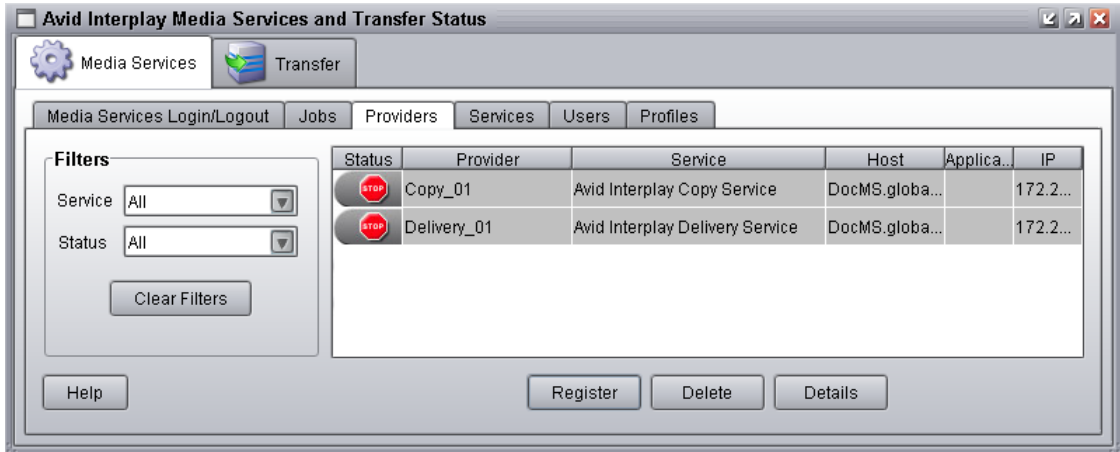 Avid Interplay Media Services and Transfer Status
Media Services Transfer
Media Services Login/Logout Jobs Providers Services Users Profiles
Filters
Service All
Status All
Clear Filters
Status Provider Service Host Applica... IP
STOP Copy_01 Avid Interplay Copy Service DocMS.globa... 172.2...
STOP Delivery_01 Avid Interplay Delivery Service DocMS.globa... 172.2...
Help Register Delete Details